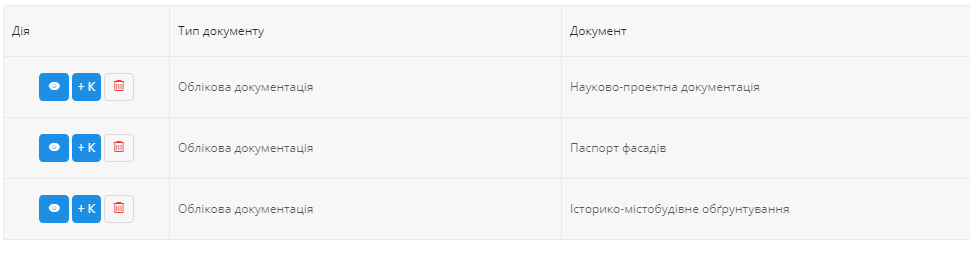 Дія Тип документу Документ
+ К Облікова документація Науково-проектна документація
+ К Облікова документація Паспорт фасадів
+ К Облікова документація Історико-містобудівне обґрунтування